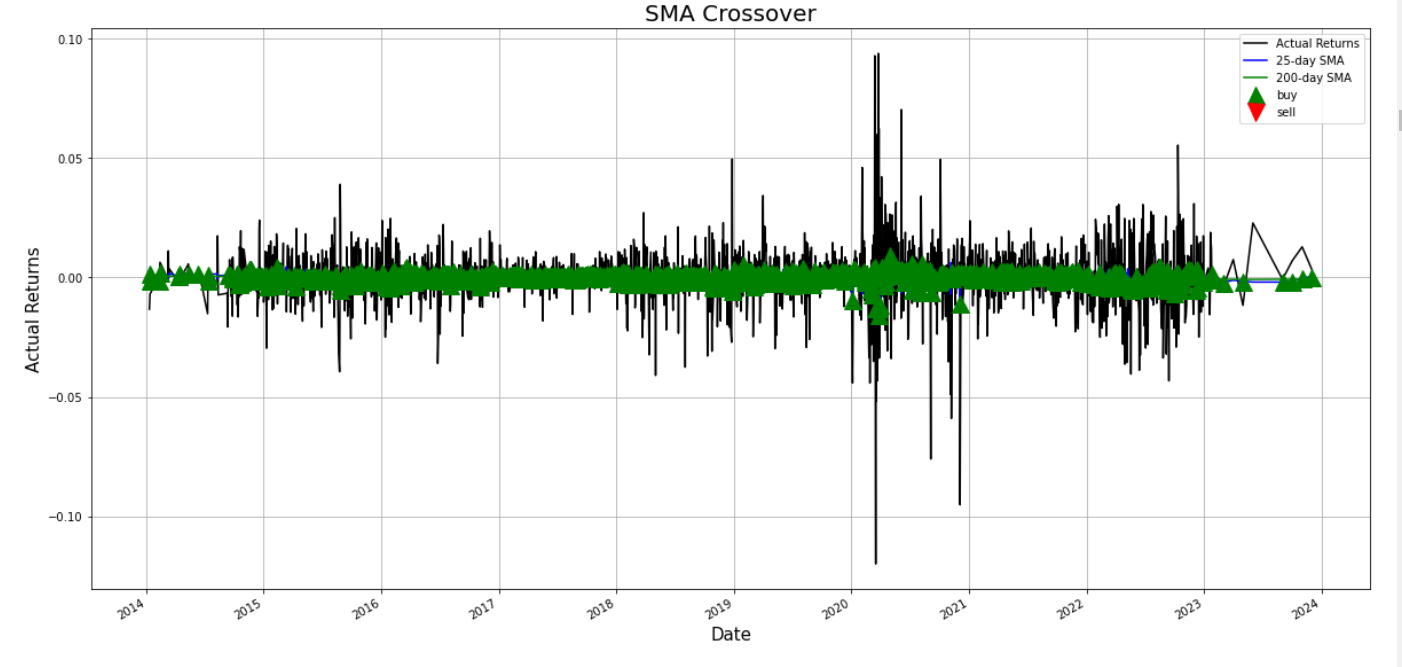 SMA Crossover
Actual Returns
25-day SMA
200-day SMA
buy
sell
0.10
0.05
0.00
−0.05
−0.10
Actual Returns
2014
2015
2016
2017
2018
2019
2020
2021
2022
2023
2024
Date